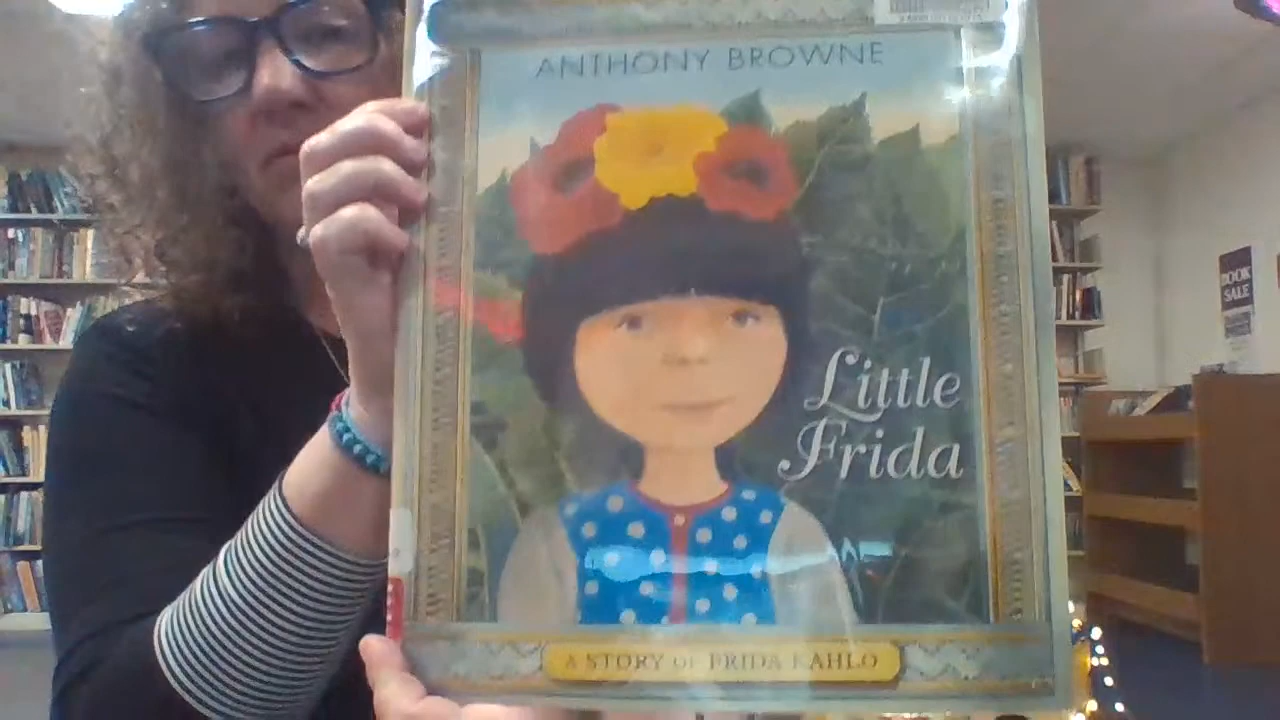 ANTHONY BROWNE
Little
Frida
A STORY OF FRIDA KAHLO
BOOK
SALE